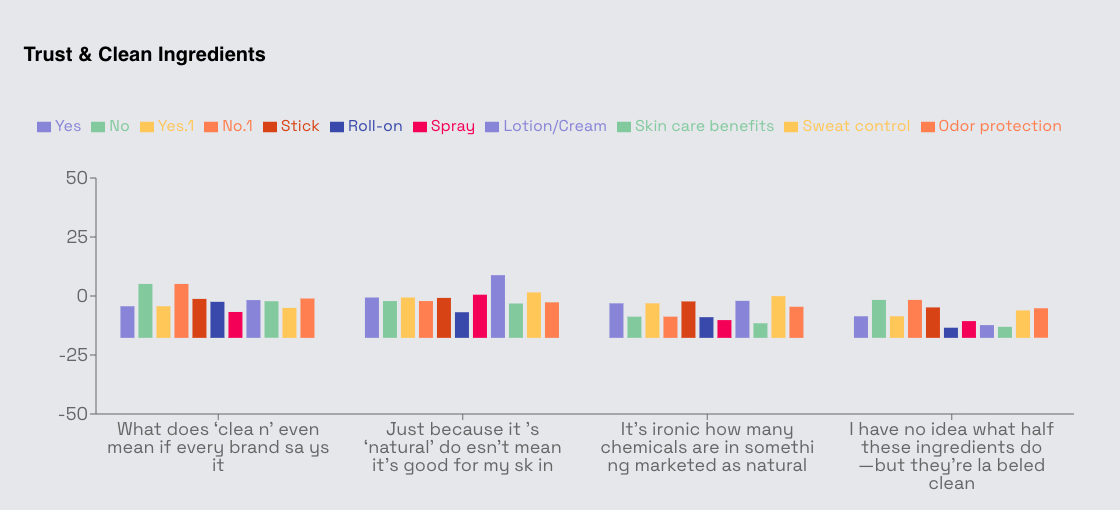 Trust & Clean Ingredients
Yes No Yes.1 No.1 Stick Roll-on Spray Lotion/Cream Skin care benefits Sweat control Odor protection
50
25
0
-25
-50
What does ‘clea n’ even
mean if every brand sa ys
it
Just because it ’s
‘natural’ do esn’t mean
it’s good for my sk in
It’s ironic how many
chemicals are in somethi
ng marketed as natural
I have no idea what half
these ingredients do
—but they’re la beled
clean